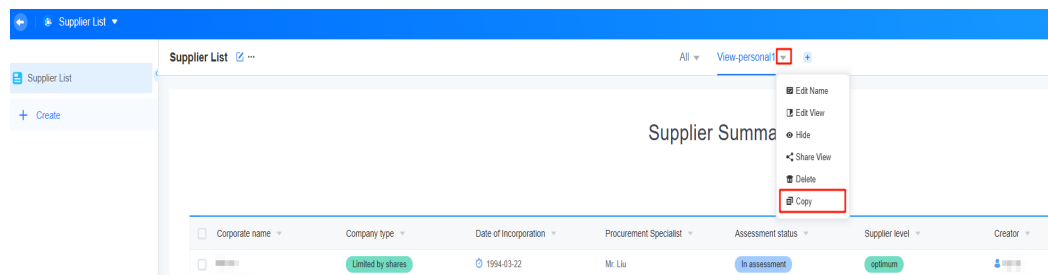 Supplier List
Supplier List
All
View-personal1
Supplier List
Create
Edit Name
Edit View
Hide
Share View
Delete
Copy
Supplier Summa
Corporate name
Company type
Date of Incorporation
Procurement Specialist
Assessment status
Supplier level
Creator
Limited by shares
1994-03-22
Mr. Liu
In assessment
optimum